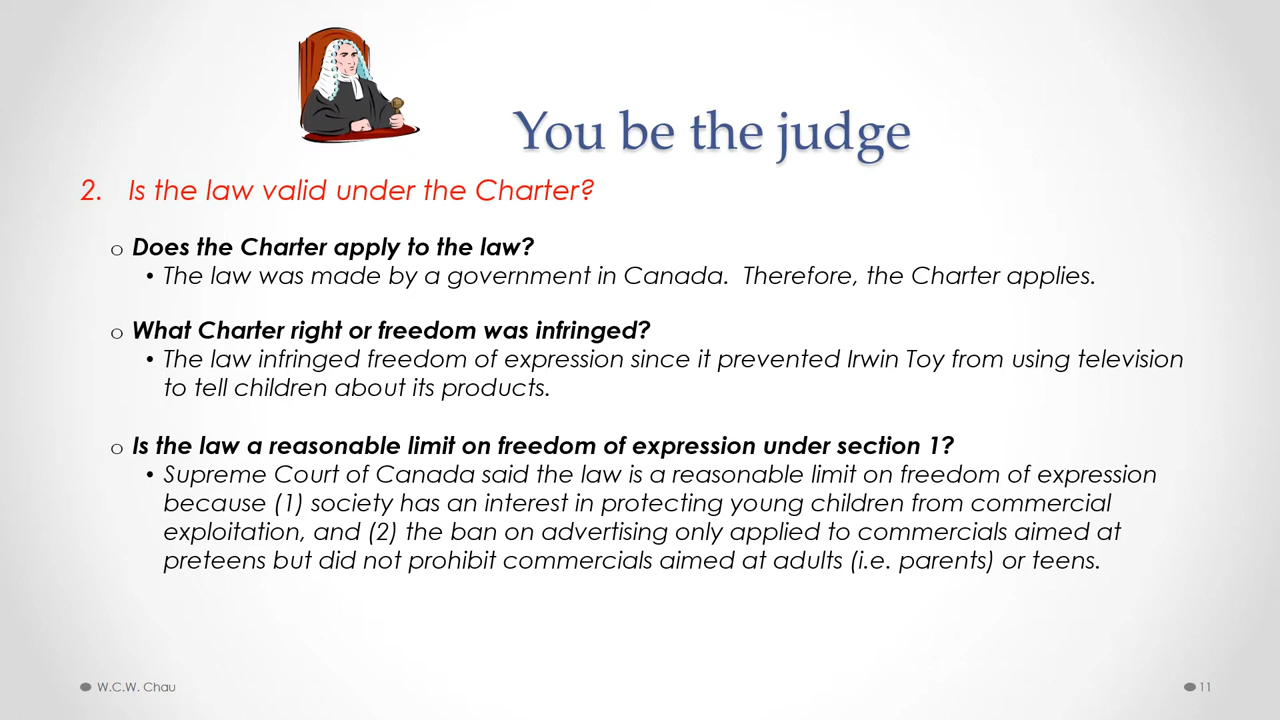 You be the judge
2. Is the law valid under the Charter?
o Does the Charter apply to the law?
• The law was made by a government in Canada.  Therefore, the Charter applies.
o What Charter right or freedom was infringed?
• The law infringed freedom of expression since it prevented Irwin Toy from using television
to tell children about its products.
o Is the law a reasonable limit on freedom of expression under section 1?
• Supreme Court of Canada said the law is a reasonable limit on freedom of expression
because (1) society has an interest in protecting young children from commercial
exploitation, and (2) the ban on advertising only applied to commercials aimed at
preteens but did not prohibit commercials aimed at adults (i.e. parents) or teens.
W.C.W. Chau
11